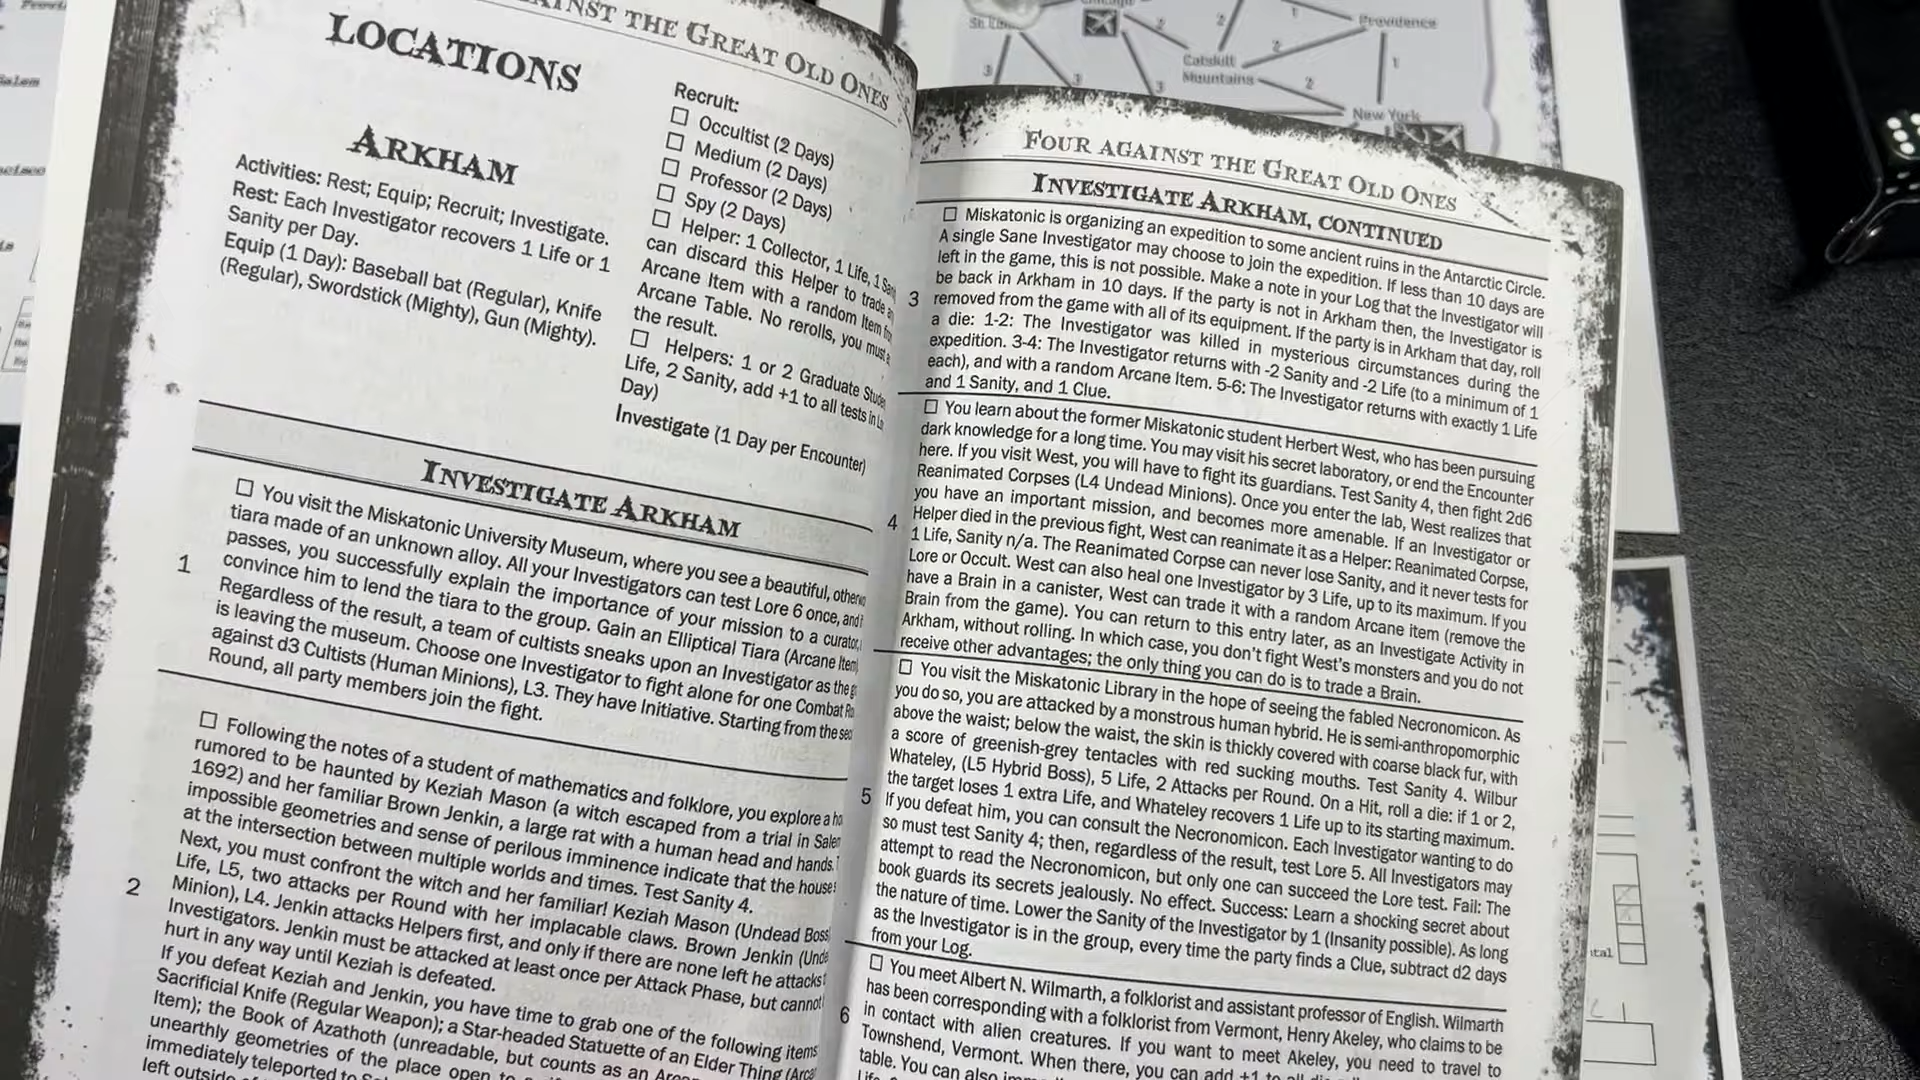 AINST THE GREAT OLD ONES
LOCATIONS
ARKHAM
Activities: Rest; Equip; Recruit; Investigate.
Rest: Each Investigator recovers 1 Life or 1
Sanity per Day.
Equip (1 Day): Baseball bat (Regular), Knife
(Regular), Swordstick (Mighty), Gun (Mighty).
Recruit:
Occultist (2 Days)
Medium (2 Days)
Professor (2 Days)
Spy (2 Days)
Helper: 1 Collector, 1 Life, 1
can discard this Helper to trade
Arcane Item with a random Item
Arcane Table. No rerolls, you must
the result.
Helpers: 1 or 2 Graduate
Life, 2 Sanity, add +1 to all tests in
Day)
Investigate (1 Day per Encounter)
INVESTIGATE ARKHAM
1
You visit the Miskatonic University Museum, where you see a beautiful,
tiara made of an unknown alloy. All your Investigators can test Lore 6 once, and
passes, you successfully explain the importance of your mission to a curator,
convince him to lend the tiara to the group. Gain an Elliptical Tiara (Arcane Item
Regardless of the result, a team of cultists sneaks upon an Investigator as the
is leaving the museum. Choose one Investigator to fight alone for one Combat
against d3 Cultists (Human Minions), L3. They have Initiative. Starting from the
Round, all party members join the fight.
2
Following the notes of a student of mathematics and folklore, you explore a
rumored to be haunted by Keziah Mason (a witch escaped from a trial in
1692) and her familiar Brown Jenkin, a large rat with a human head and hands.
impossible geometries and sense of perilous imminence indicate that the house
at the intersection between multiple worlds and times. Test Sanity 4.
Next, you must confront the witch and her familiar! Keziah Mason (Undead Boss
Life, L5, two attacks per Round with her implacable claws. Brown Jenkin
Minion), L4. Jenkin attacks Helpers first, and only if there are none left he attacks
Investigators. Jenkin must be attacked at least once per Attack Phase, but cannot
hurt in any way until Keziah is defeated.
If you defeat Keziah and Jenkin, you have time to grab one of the following items
Sacrificial Knife (Regular Weapon); a Star-headed Statuette of an Elder Thing
Item); the Book of Azathoth (unreadable, but counts as an
unearthly geometries of the place open
immediately teleported to
left outside
FOUR AGAINST THE GREAT OLD ONES
INVESTIGATE ARKHAM, CONTINUED
3
Miskatonic is organizing an expedition to some ancient ruins in the Antarctic Circle.
A single Sane Investigator may choose to join the expedition. If less than 10 days are
left in the game, this is not possible. Make a note in your Log that the Investigator will
be back in Arkham in 10 days. If the party is not in Arkham then, the Investigator is
removed from the game with all of its equipment. If the party is in Arkham that day, roll
a die: 1-2: The Investigator was killed in mysterious circumstances during the
expedition. 3-4: The Investigator returns with -2 Sanity and -2 Life (to a minimum of 1
each), and with a random Arcane Item. 5-6: The Investigator returns with exactly 1 Life
and 1 Sanity, and 1 Clue.
4
You learn about the former Miskatonic student Herbert West, who has been pursuing
dark knowledge for a long time. You may visit his secret laboratory, or end the Encounter
here. If you visit West, you will have to fight its guardians. Test Sanity 4, then fight 2d6
Reanimated Corpses (L4 Undead Minions). Once you enter the lab, West realizes that
you have an important mission, and becomes more amenable. If an Investigator or
Helper died in the previous fight, West can reanimate it as a Helper: Reanimated Corpse,
1 Life, Sanity n/a. The Reanimated Corpse can never lose Sanity, and it never tests for
Lore or Occult. West can also heal one Investigator by 3 Life, up to its maximum. If you
have a Brain in a canister, West can trade it with a random Arcane item (remove the
Brain from the game). You can return to this entry later, as an Investigate Activity in
Arkham, without rolling. In which case, you don't fight West's monsters and you do not
receive other advantages; the only thing you can do is to trade a Brain.
5
You visit the Miskatonic Library in the hope of seeing the fabled Necronomicon. As
you do so, you are attacked by a monstrous human hybrid. He is semi-anthropomorphic
above the waist; below the waist, the skin is thickly covered with coarse black fur, with
a score of greenish-grey tentacles with red sucking mouths. Test Sanity 4. Wilbur
Whateley, (L5 Hybrid Boss), 5 Life, 2 Attacks per Round. On a Hit, roll a die: if 1 or 2,
the target loses 1 extra Life, and Whateley recovers 1 Life up to its starting maximum.
If you defeat him, you can consult the Necronomicon. Each Investigator wanting to do
so must test Sanity 4; then, regardless of the result, test Lore 5. All Investigators may
attempt to read the Necronomicon, but only one can succeed the Lore test. Fail: The
book guards its secrets jealously. No effect. Success: Learn a shocking secret about
the nature of time. Lower the Sanity of the Investigator by 1 (Insanity possible). As long
as the Investigator is in the group, every time the party finds a Clue, subtract d2 days
from your Log.
6
You meet Albert N. Wilmarth, a folklorist and assistant professor of English. Wilmarth
has been corresponding with a folklorist from Vermont, Henry Akeley, who claims to be
in contact with alien creatures. If you want to meet Akeley, you need to travel to
Townshend, Vermont. When there, you can add +1 to
table. You can also
Providence
Catskill
Mountains
New York
2
2
1
2
3
3
3
2
1